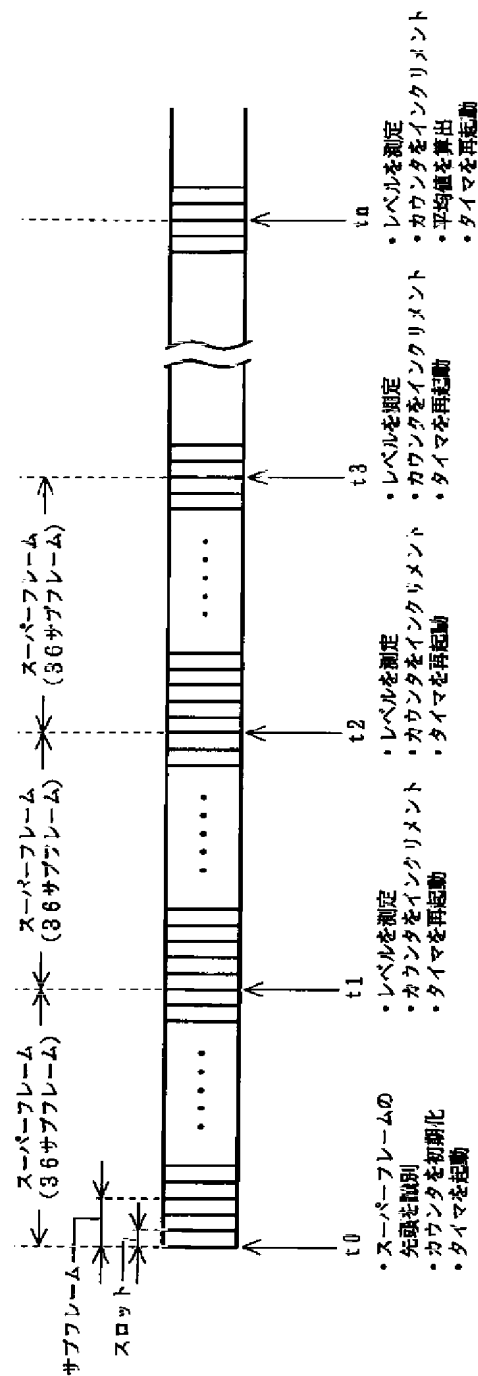 スーパーフレーム
(36サブフレーム)
スーパーフレーム
(36サブフレーム)
スーパーフレーム
(36サブフレーム)
サブフレーム
スロット
t0
・スーパーフレームの
先頭を識別
・カウンタを初期化
・タイマを起動
t1
・レベルを測定
・カウンタをインクリメント
・タイマを再起動
t2
・レベルを測定
・カウンタをインクリメント
・タイマを再起動
t3
・レベルを測定
・カウンタをインクリメント
・タイマを再起動
tn
・レベルを測定
・カウンタをインクリメント
・平均値を算出
・タイマを再起動